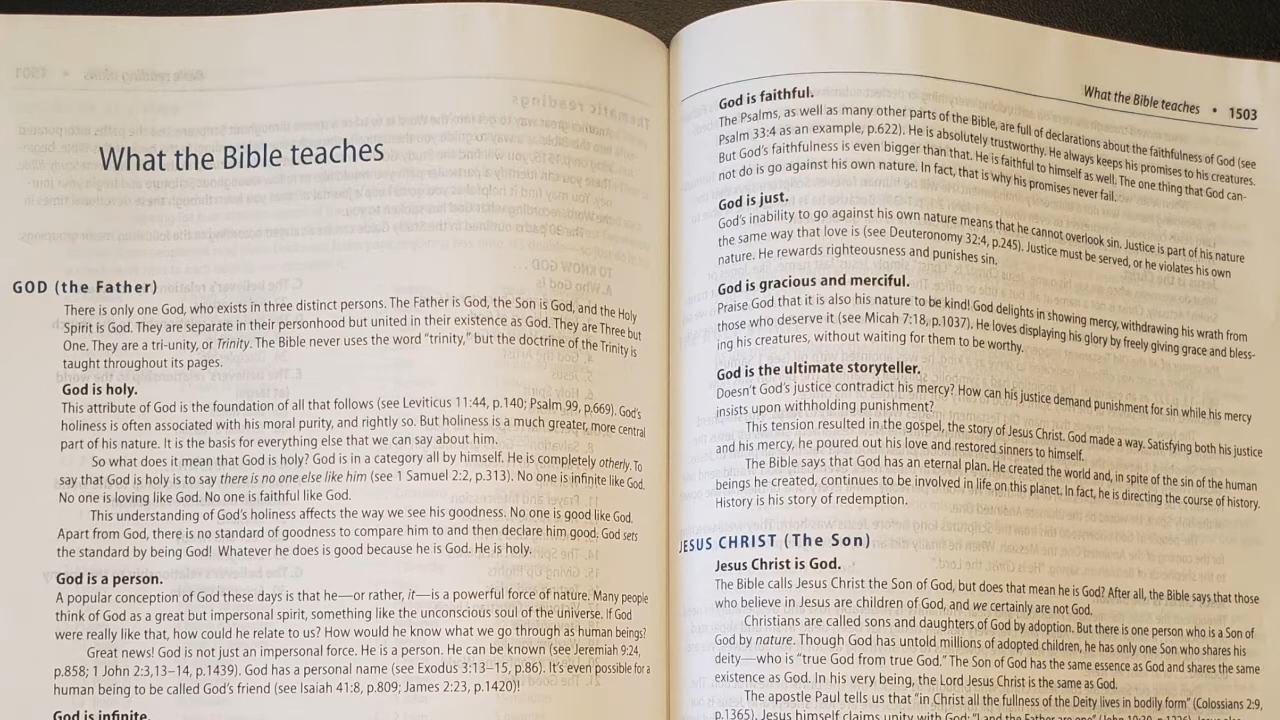 What the Bible teaches
GOD (the Father)
There is only one God, who exists in three distinct persons. The Father is God, the Son is God, and the Holy
Spirit is God. They are separate in their personhood but united in their existence as God. They are Three but
One. They are a tri-unity, or Trinity. The Bible never uses the word “trinity,” but the doctrine of the Trinity is
taught throughout its pages.
God is holy.
This attribute of God is the foundation of all that follows (see Leviticus 11:44, p.140; Psalm 99, p.669). God’s
holiness is often associated with his moral purity, and rightly so. But holiness is a much greater, more central
part of his nature. It is the basis for everything else that we can say about him.
So what does it mean that God is holy? God is in a category all by himself. He is completely otherly. To
say that God is holy is to say there is no one else like him (see 1 Samuel 2:2, p.313). No one is infinite like God.
No one is loving like God. No one is faithful like God.
This understanding of God’s holiness affects the way we see his goodness. No one is good like God.
Apart from God, there is no standard of goodness to compare him to and then declare him good. God sets
the standard by being God! Whatever he does is good because he is God. He is holy.
God is a person.
A popular conception of God these days is that he—or rather, it—is a powerful force of nature. Many people
think of God as a great but impersonal spirit, something like the unconscious soul of the universe. If God
were really like that, how could he relate to us? How would he know what we go through as human beings?
Great news! God is not just an impersonal force. He is a person. He can be known (see Jeremiah 9:24,
p.858; 1 John 2:3,13–14, p.1439). God has a personal name (see Exodus 3:13–15, p.86). It’s even possible for a
human being to be called God’s friend (see Isaiah 41:8, p.809; James 2:23, p.1420)!
God is infinite.
What the Bible teaches • 1503
God is faithful.
The Psalms, as well as many other parts of the Bible, are full of declarations about the faithfulness of God (see
Psalm 33:4 as an example, p.622). He is absolutely trustworthy. He always keeps his promises to his creatures.
But God’s faithfulness is even bigger than that. He is faithful to himself as well. The one thing that God can-
not do is go against his own nature. In fact, that is why his promises never fail.
God is just.
God’s inability to go against his own nature means that he cannot overlook sin. Justice is part of his nature
the same way that love is (see Deuteronomy 32:4, p.245). Justice must be served, or he violates his own
nature. He rewards righteousness and punishes sin.
God is gracious and merciful.
Praise God that it is also his nature to be kind! God delights in showing mercy, withdrawing his wrath from
those who deserve it (see Micah 7:18, p.1037). He loves displaying his glory by freely giving grace and bless-
ing his creatures, without waiting for them to be worthy.
God is the ultimate storyteller.
Doesn’t God’s justice contradict his mercy? How can his justice demand punishment for sin while his mercy
insists upon withholding punishment?
This tension resulted in the gospel, the story of Jesus Christ. God made a way. Satisfying both his justice
and his mercy, he poured out his love and restored sinners to himself.
The Bible says that God has an eternal plan. He created the world and, in spite of the sin of the human
beings he created, continues to be involved in life on this planet. In fact, he is directing the course of history.
History is his story of redemption.
JESUS CHRIST (The Son)
Jesus Christ is God.
The Bible calls Jesus Christ the Son of God, but does that mean he is God? After all, the Bible says that those
who believe in Jesus are children of God, and we certainly are not God.
Christians are called sons and daughters of God by adoption. But there is one person who is a Son of
God by nature. Though God has untold millions of adopted children, he has only one Son who shares his
deity—who is “true God from true God.” The Son of God has the same essence as God and shares the same
existence as God. In his very being, the Lord Jesus Christ is the same as God.
The apostle Paul tells us that “in Christ all the fullness of the Deity lives in bodily form” (Colossians 2:9,
p.1365). Jesus himself claims unity with God: “I and the Father are one” (John 10:30,